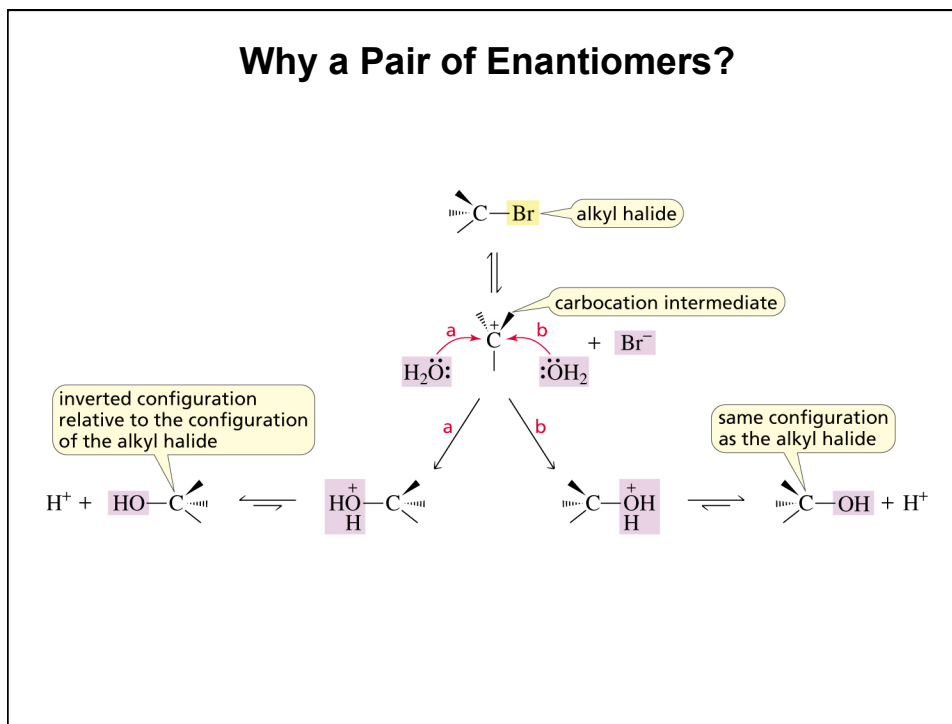 Why a Pair of Enantiomers?
C—Br
alkyl halide
carbocation intermediate
a
b
+
C
H₂Ö:
:ÖH₂
+ Br⁻
inverted configuration
relative to the configuration
of the alkyl halide
a
b
same configuration
as the alkyl halide
H⁺ + HO—C
+
HO—C
H
+
C—OH
H
C—OH + H⁺